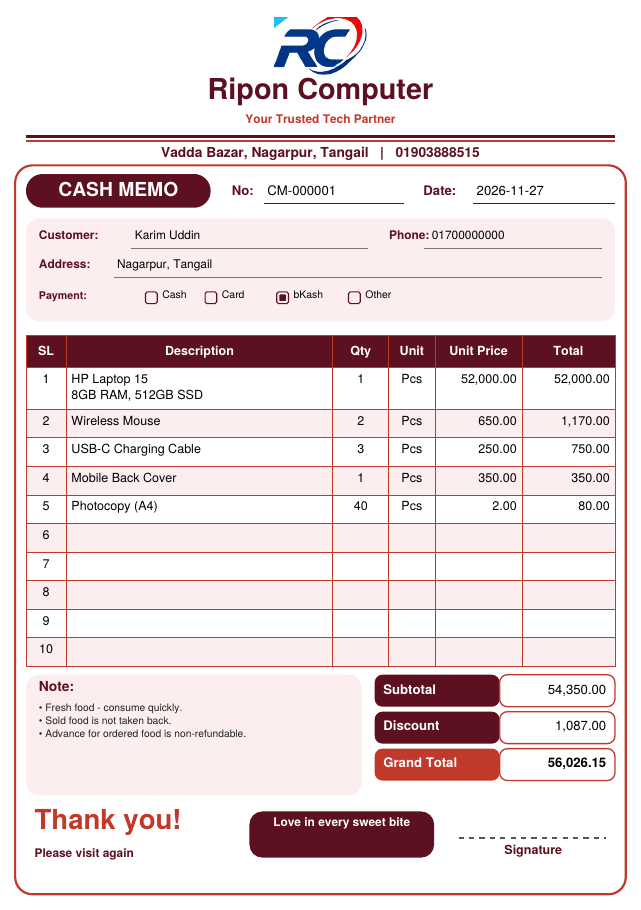 RC
Ripon Computer
Your Trusted Tech Partner
Vadda Bazar, Nagarpur, Tangail | 01903888515
CASH MEMO No: CM-000001 Date: 2026-11-27
Customer: Karim Uddin Phone: 01700000000
Address: Nagarpur, Tangail
Payment: Cash Card bKash Other
SL Description Qty Unit Unit Price Total
1 HP Laptop 15 1 Pcs 52,000.00 52,000.00
8GB RAM, 512GB SSD
2 Wireless Mouse 2 Pcs 650.00 1,170.00
3 USB-C Charging Cable 3 Pcs 250.00 750.00
4 Mobile Back Cover 1 Pcs 350.00 350.00
5 Photocopy (A4) 40 Pcs 2.00 80.00
6
7
8
9
10
Note:
• Fresh food - consume quickly.
• Sold food is not taken back.
• Advance for ordered food is non-refundable.
Subtotal 54,350.00
Discount 1,087.00
Grand Total 56,026.15
Thank you!
Please visit again
Love in every sweet bite
Signature